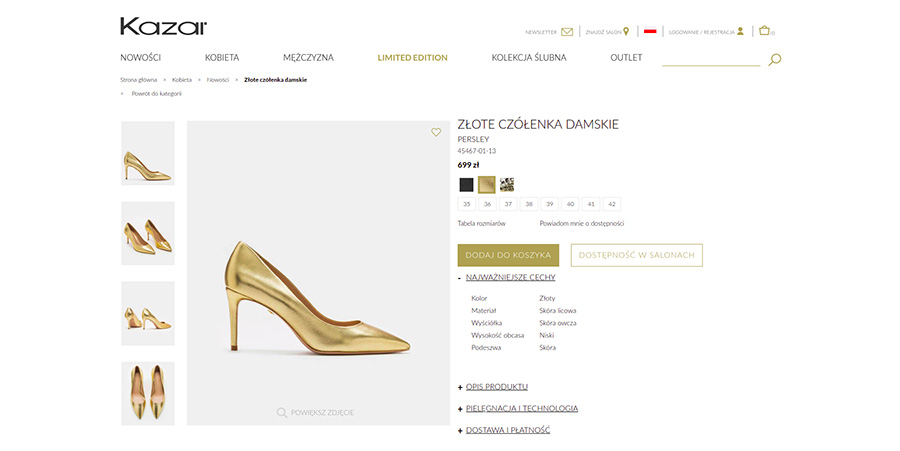 Kazar
NEWSLETTER
ZNAJDŹ SALON
LOGOWANIE / REJESTRACJA
(0)
NOWOŚCI
KOBIETA
MĘŻCZYZNA
LIMITED EDITION
KOLEKCJA ŚLUBNA
OUTLET
Strona główna > Kobieta > Nowości > Złote czółenka damskie
< Powrót do kategorii
ZŁOTE CZÓŁENKA DAMSKIE
PERSLEY
45467-01-13
699 zł
35 36 37 38 39 40 41 42
Tabela rozmiarów Powiadom mnie o dostępności
DODAJ DO KOSZYKA DOSTĘPNOŚĆ W SALONACH
- NAJWAŻNIEJSZE CECHY
Kolor Złoty
Materiał Skóra licowa
Wyściółka Skóra owcza
Wysokość obcasa Niski
Podeszwa Skóra
+ OPIS PRODUKTU
+ PIELĘGNACJA I TECHNOLOGIA
+ DOSTAWA I PŁATNOŚĆ
POWIĘKSZ ZDJĘCIE